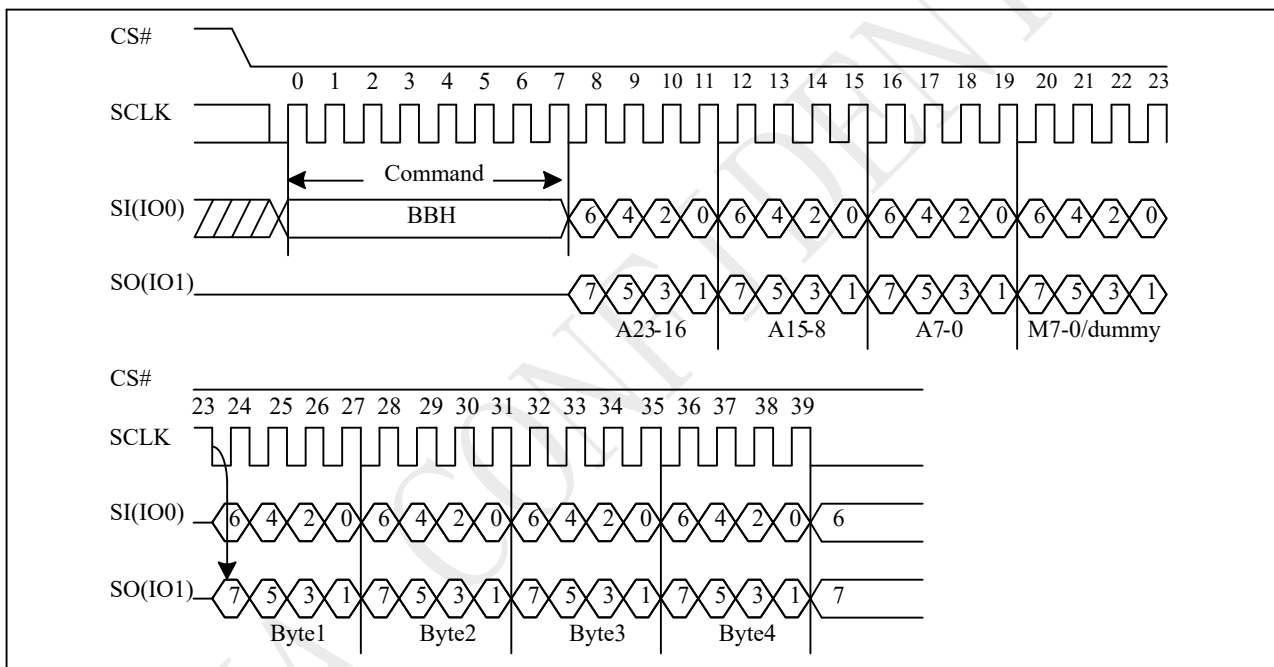 CS#
0 1 2 3 4 5 6 7 8 9 10 11 12 13 14 15 16 17 18 19 20 21 22 23
SCLK
Command
SI(IO0) BBH 6 4 2 0 6 4 2 0 6 4 2 0 6 4 2 0
SO(IO1) 7 5 3 1 7 5 3 1 7 5 3 1 7 5 3 1
A23-16 A15-8 A7-0 M7-0/dummy
CS#
23 24 25 26 27 28 29 30 31 32 33 34 35 36 37 38 39
SCLK
SI(IO0) 6 4 2 0 6 4 2 0 6 4 2 0 6 4 2 0 6
SO(IO1) 7 5 3 1 7 5 3 1 7 5 3 1 7 5 3 1 7
Byte1 Byte2 Byte3 Byte4